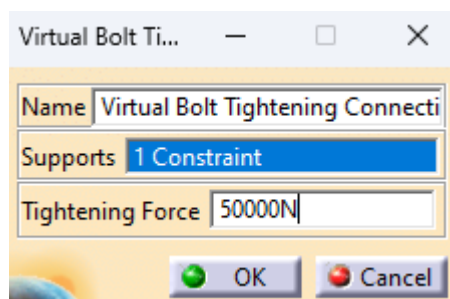 Virtual Bolt Ti...
Name Virtual Bolt Tightening Connecti
Supports 1 Constraint
Tightening Force 50000N
OK Cancel